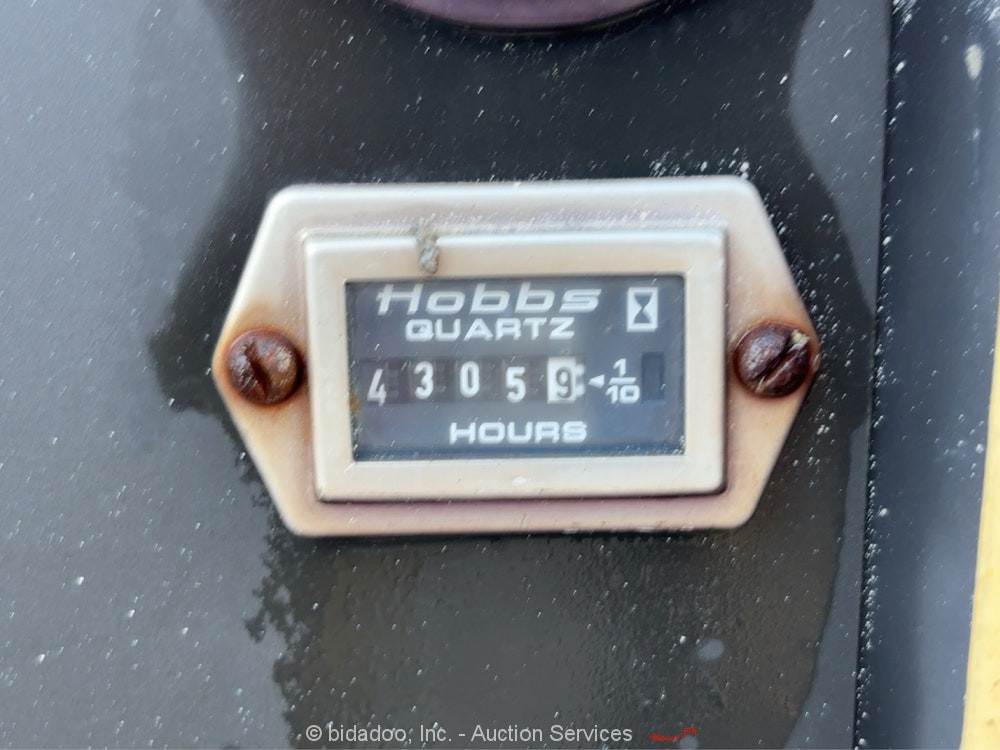 Hobbs
QUARTZ
43059 ◄ 1/10
HOURS
© bidadoo, Inc. - Auction Services